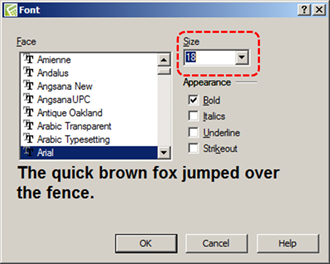 Font
Face
Amienne
Andalus
Angsana New
AngsanaUPC
Antique Oakland
Arabic Transparent
Arabic Typesetting
Arial
Size
18
Appearance
Bold
Italics
Underline
Strikeout
The quick brown fox jumped over
the fence.
OK
Cancel
Help